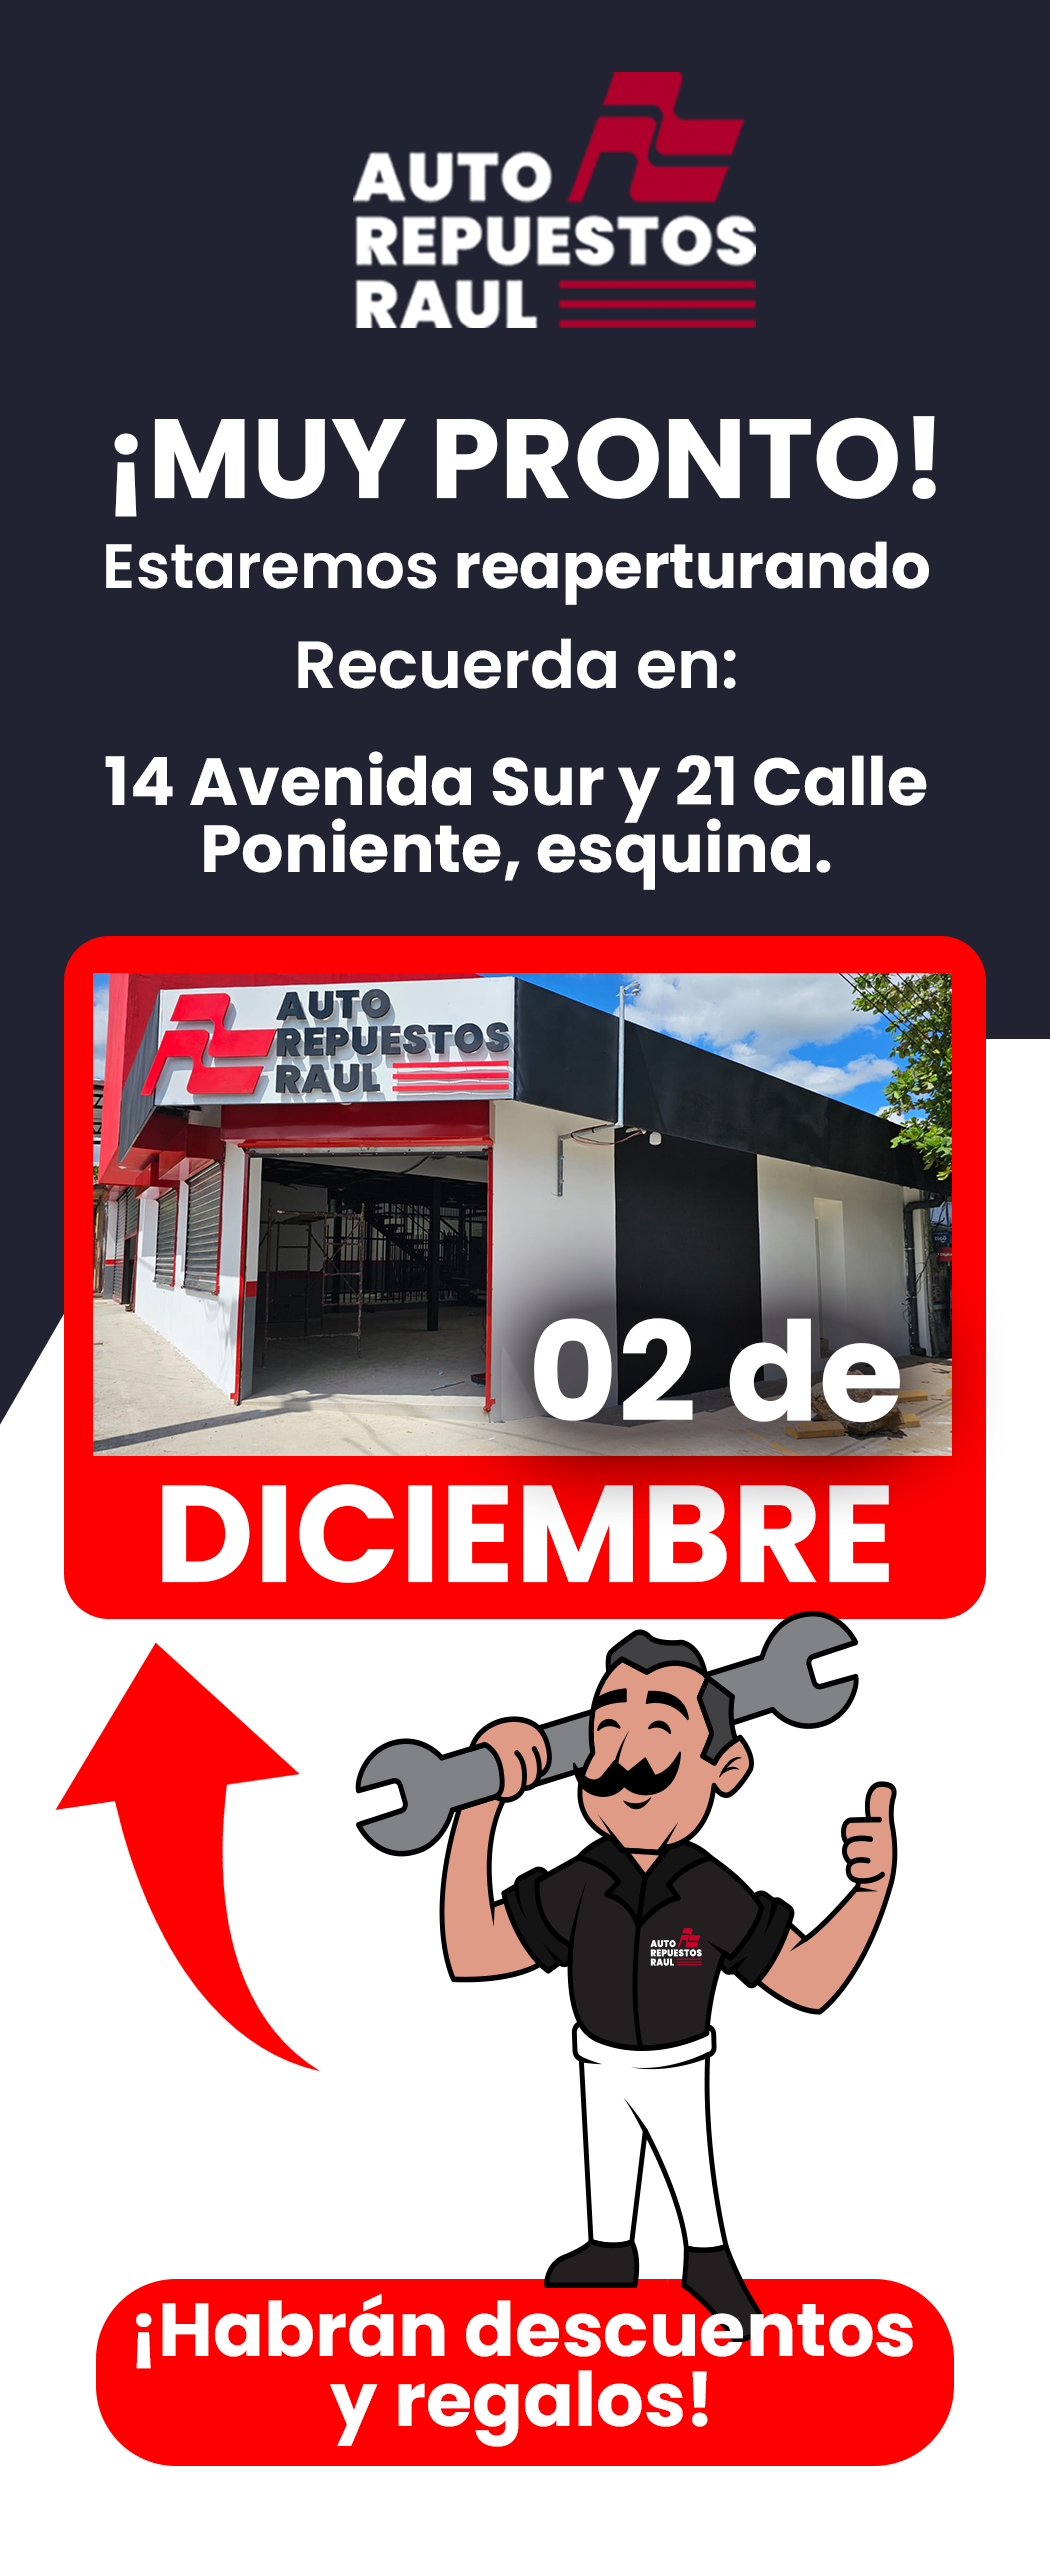 AUTO
REPUESTOS
RAUL
¡MUY PRONTO!
Estaremos reaperturando
Recuerda en:
14 Avenida Sur y 21 Calle
Poniente, esquina.
AUTO
REPUESTOS
RAUL
02 de
DICIEMBRE
AUTO
REPUESTOS
RAUL
¡Habrán descuentos
y regalos!